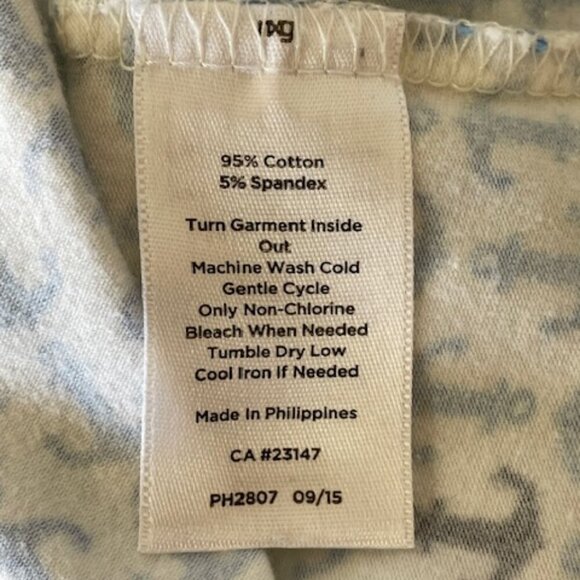 95% Cotton
5% Spandex
Turn Garment Inside
Out
Machine Wash Cold
Gentle Cycle
Only Non-Chlorine
Bleach When Needed
Tumble Dry Low
Cool Iron If Needed
Made In Philippines
CA #23147
PH2807 09/15